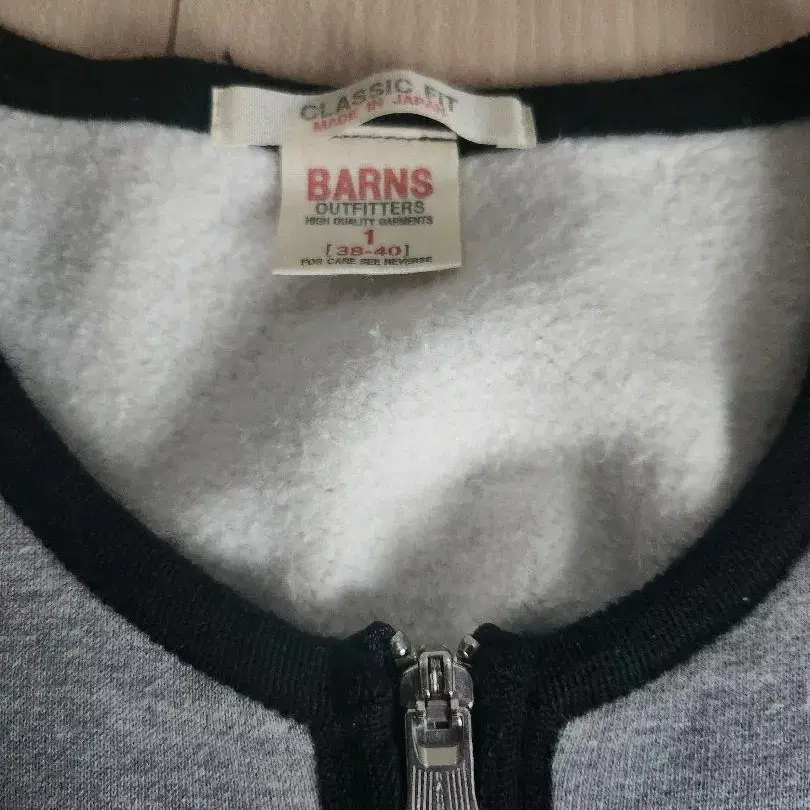 CLASSIC FIT
MADE IN JAPAN
BARNS
OUTFITTERS
HIGH QUALITY GARMENTS
1
[38-40]
FOR CARE SEE REVERSE